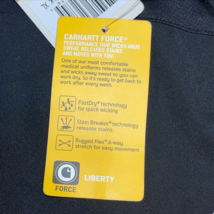 CARHARTT FORCE®
PERFORMANCE THAT WICKS AWAY
SWEAT, RELEASES STAINS
AND MOVES WITH YOU
One of our most comfortable
medical uniforms releases stains
and wicks away sweat so you can
work dry. So it's ready to get back to
work after every wash.
FastDry® technology
for quick wicking
Stain Breaker® technology
releases stains
Rugged Flex® 4-way
stretch for easy movement
FORCE
LIBERTY